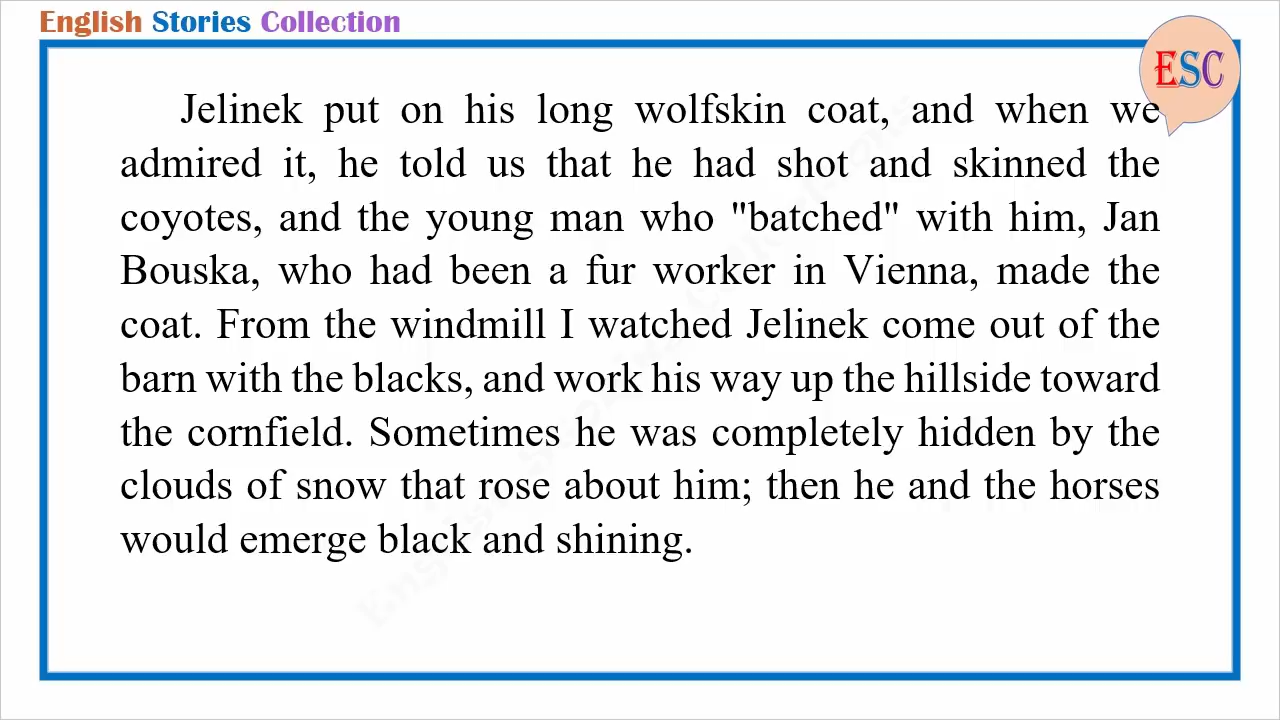 English Stories Collection
ESC
Jelinek put on his long wolfskin coat, and when we
admired it, he told us that he had shot and skinned the
coyotes, and the young man who "batched" with him, Jan
Bouska, who had been a fur worker in Vienna, made the
coat. From the windmill I watched Jelinek come out of the
barn with the blacks, and work his way up the hillside toward
the cornfield. Sometimes he was completely hidden by the
clouds of snow that rose about him; then he and the horses
would emerge black and shining.
English Stories Collections